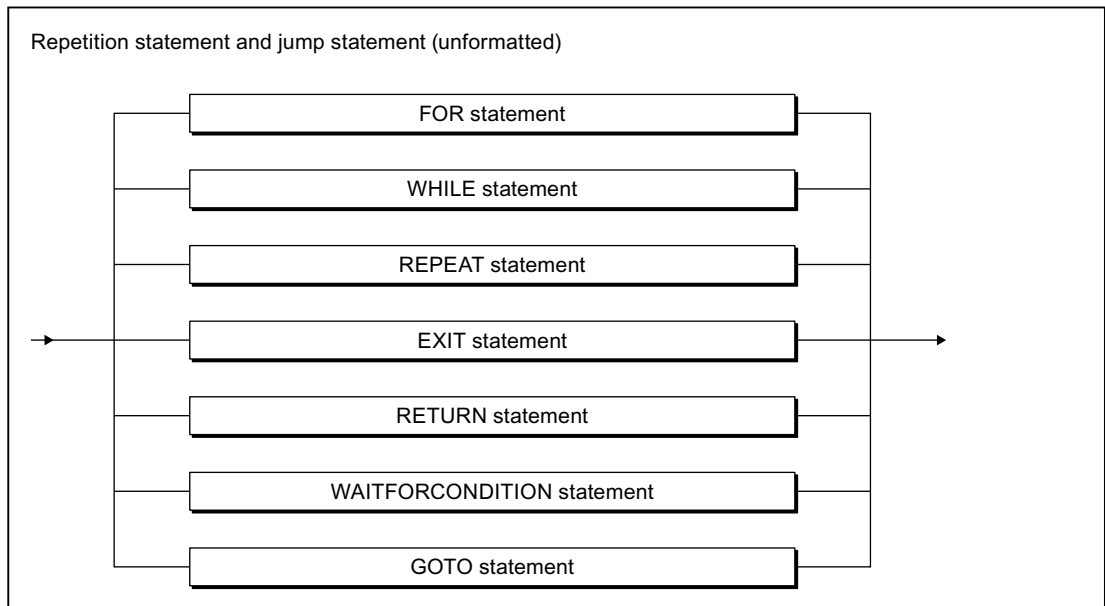 Repetition statement and jump statement (unformatted)
FOR statement
WHILE statement
REPEAT statement
EXIT statement
RETURN statement
WAITFORCONDITION statement
GOTO statement